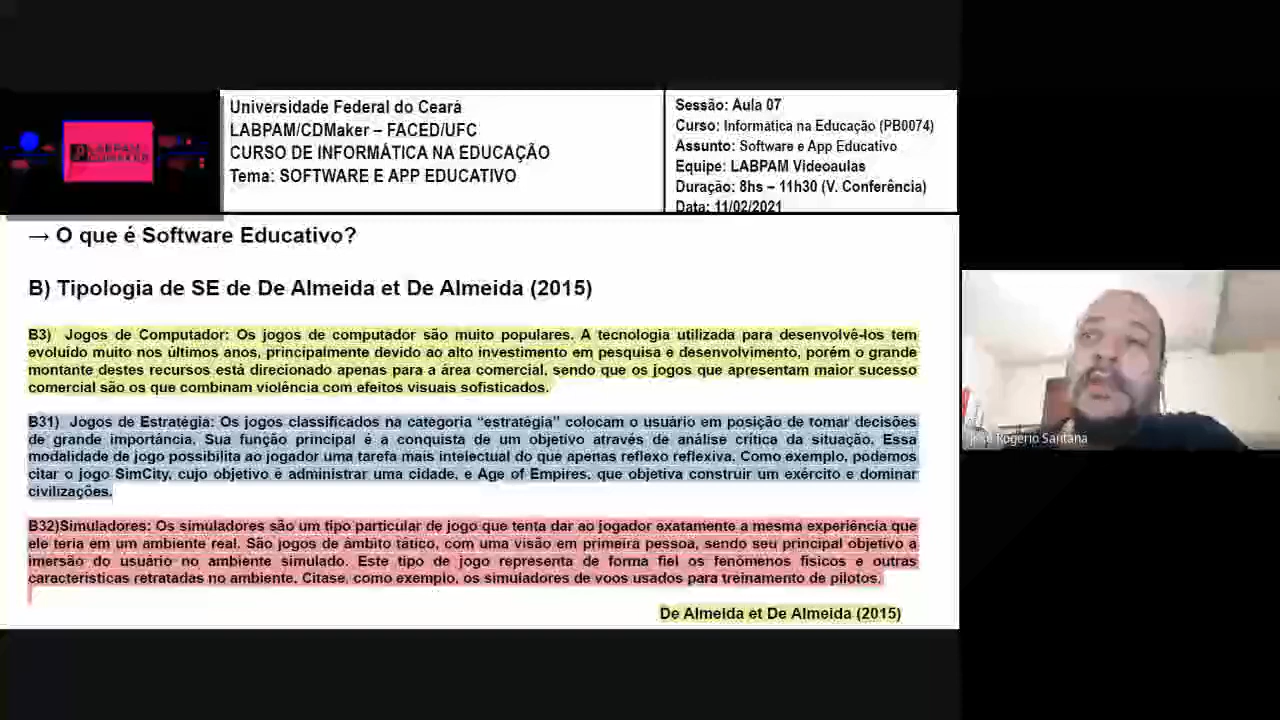 LABPAM
CDMAKER
Universidade Federal do Ceará
LABPAM/CDMaker – FACED/UFC
CURSO DE INFORMÁTICA NA EDUCAÇÃO
Tema: SOFTWARE E APP EDUCATIVO
Sessão: Aula 07
Curso: Informática na Educação (PB0074)
Assunto: Software e App Educativo
Equipe: LABPAM Videoaulas
Duração: 8hs – 11h30 (V. Conferência)
Data: 11/02/2021
→ O que é Software Educativo?
B) Tipologia de SE de De Almeida et De Almeida (2015)
B3) Jogos de Computador: Os jogos de computador são muito populares. A tecnologia utilizada para desenvolvê-los tem
evoluído muito nos últimos anos, principalmente devido ao alto investimento em pesquisa e desenvolvimento, porém o grande
montante destes recursos está direcionado apenas para a área comercial, sendo que os jogos que apresentam maior sucesso
comercial são os que combinam violência com efeitos visuais sofisticados.
B31) Jogos de Estratégia: Os jogos classificados na categoria “estratégia” colocam o usuário em posição de tomar decisões
de grande importância. Sua função principal é a conquista de um objetivo através de análise crítica da situação. Essa
modalidade de jogo possibilita ao jogador uma tarefa mais intelectual do que apenas reflexo reflexiva. Como exemplo, podemos
citar o jogo SimCity, cujo objetivo é administrar uma cidade, e Age of Empires, que objetiva construir um exército e dominar
civilizações.
B32)Simuladores: Os simuladores são um tipo particular de jogo que tenta dar ao jogador exatamente a mesma experiência que
ele teria em um ambiente real. São jogos de âmbito tático, com uma visão em primeira pessoa, sendo seu principal objetivo a
imersão do usuário no ambiente simulado. Este tipo de jogo representa de forma fiel os fenômenos físicos e outras
características retratadas no ambiente. Citase, como exemplo, os simuladores de voos usados para treinamento de pilotos.
De Almeida et De Almeida (2015)
Rogerio Santana